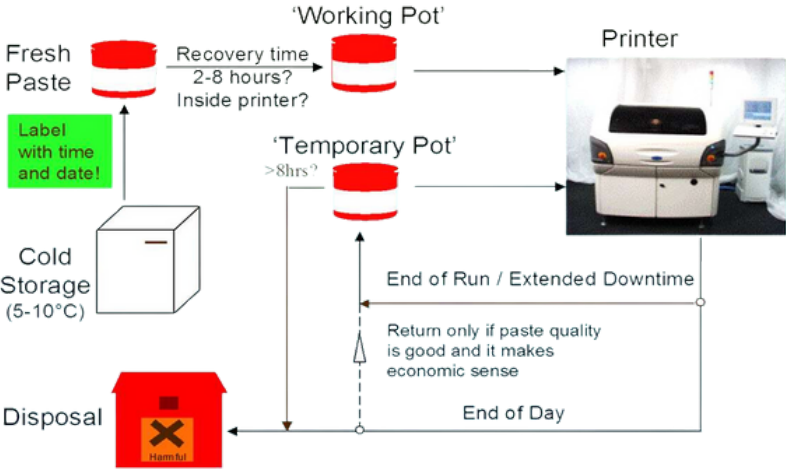 'Working Pot'
Printer
Fresh
Paste
Recovery time
2-8 hours?
Inside printer?
Label
with time
and date!
'Temporary Pot'
>8hrs?
Cold
Storage
(5-10°C)
End of Run / Extended Downtime
Return only if paste quality
is good and it makes
economic sense
Disposal
End of Day
Harmful